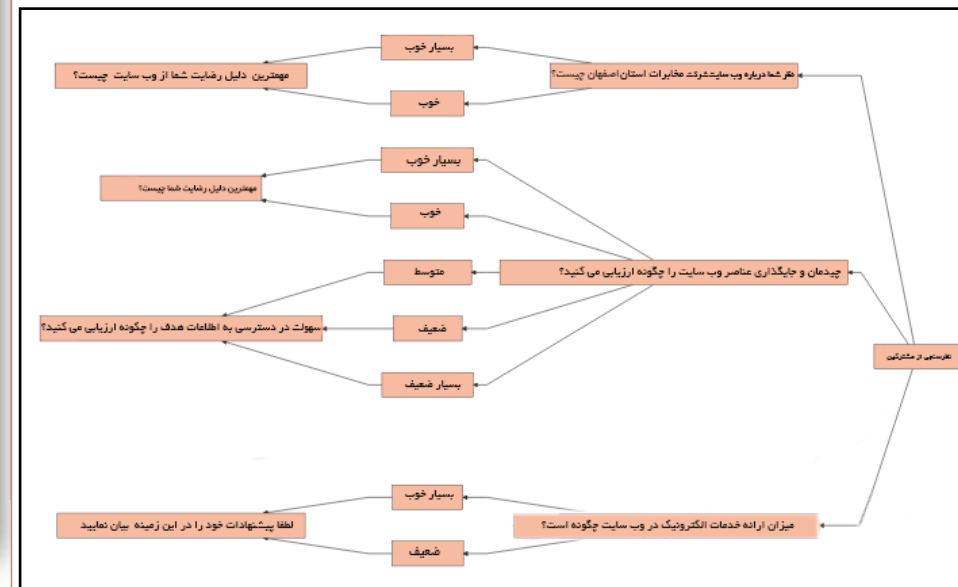 نظرسنجی از مشترکین
نظر شما درباره وب سایت شرکت مخابرات استان اصفهان چیست؟
بسیار خوب
خوب
مهمترین دلیل رضایت شما از وب سایت چیست؟
چیدمان و جایگذاری عناصر وب سایت را چگونه ارزیابی می کنید؟
بسیار خوب
خوب
مهمترین دلیل رضایت شما چیست؟
متوسط
ضعیف
بسیار ضعیف
سهولت در دسترسی به اطلاعات هدف را چگونه ارزیابی می کنید؟
میزان ارائه خدمات الکترونیک در وب سایت چگونه است؟
بسیار خوب
ضعیف
لطفا پیشنهادات خود را در این زمینه بیان نمایید